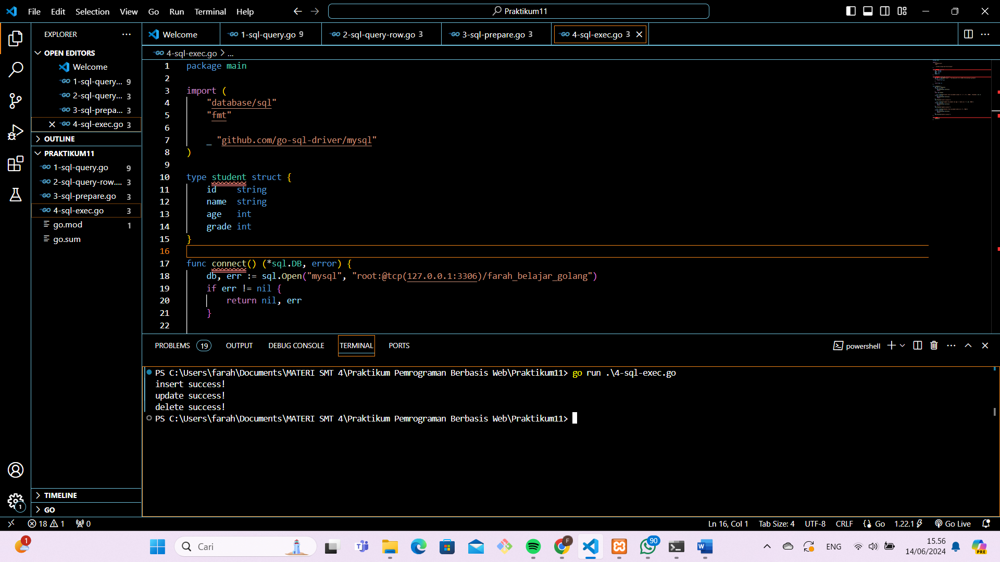 File Edit Selection View Go Run Terminal Help
Praktikum11
EXPLORER
OPEN EDITORS
Welcome
1-sql-query... 9
2-sql-query... 3
3-sql-prepa... 3
4-sql-exec.go 3
OUTLINE
PRAKTIKUM11
1-sql-query.go 9
2-sql-query-row.... 3
3-sql-prepare.go 3
4-sql-exec.go 3
go.mod 1
go.sum
TIMELINE
GO
Welcome
1-sql-query.go 9
2-sql-query-row.go 3
3-sql-prepare.go 3
4-sql-exec.go 3
4-sql-exec.go > ...
1 package main
2
3 import (
4 "database/sql"
5 "fmt"
6
7 _ "github.com/go-sql-driver/mysql"
8 )
9
10 type student struct {
11 id string
12 name string
13 age int
14 grade int
15 }
16
17 func connect() (*sql.DB, error) {
18 db, err := sql.Open("mysql", "root:@tcp(127.0.0.1:3306)/farah_belajar_golang")
19 if err != nil {
20 return nil, err
21 }
22
PROBLEMS 19 OUTPUT DEBUG CONSOLE TERMINAL PORTS
powershell
PS C:\Users\farah\Documents\MATERI SMT 4\Praktikum Pemrograman Berbasis Web\Praktikum11> go run .\4-sql-exec.go
insert success!
update success!
delete success!
PS C:\Users\farah\Documents\MATERI SMT 4\Praktikum Pemrograman Berbasis Web\Praktikum11>
1
18 1 0
Ln 16, Col 1 Tab Size: 4 UTF-8 CRLF Go 1.22.1 Go Live
1
Cari
F
90
ENG
15.56
14/06/2024
PRE